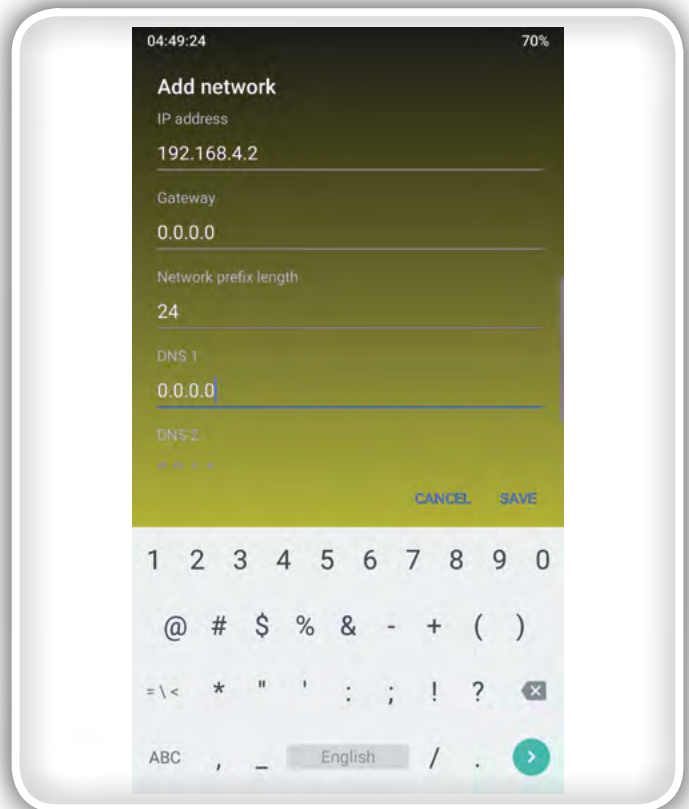 04:49:24 70%
Add network
IP address
192.168.4.2
Gateway
0.0.0.0
Network prefix length
24
DNS 1
0.0.0.0
DNS 2
CANCEL SAVE
1 2 3 4 5 6 7 8 9 0
@ # $ % & - + ( )
= \ < * " ' : ; ! ?
ABC , _ English / .